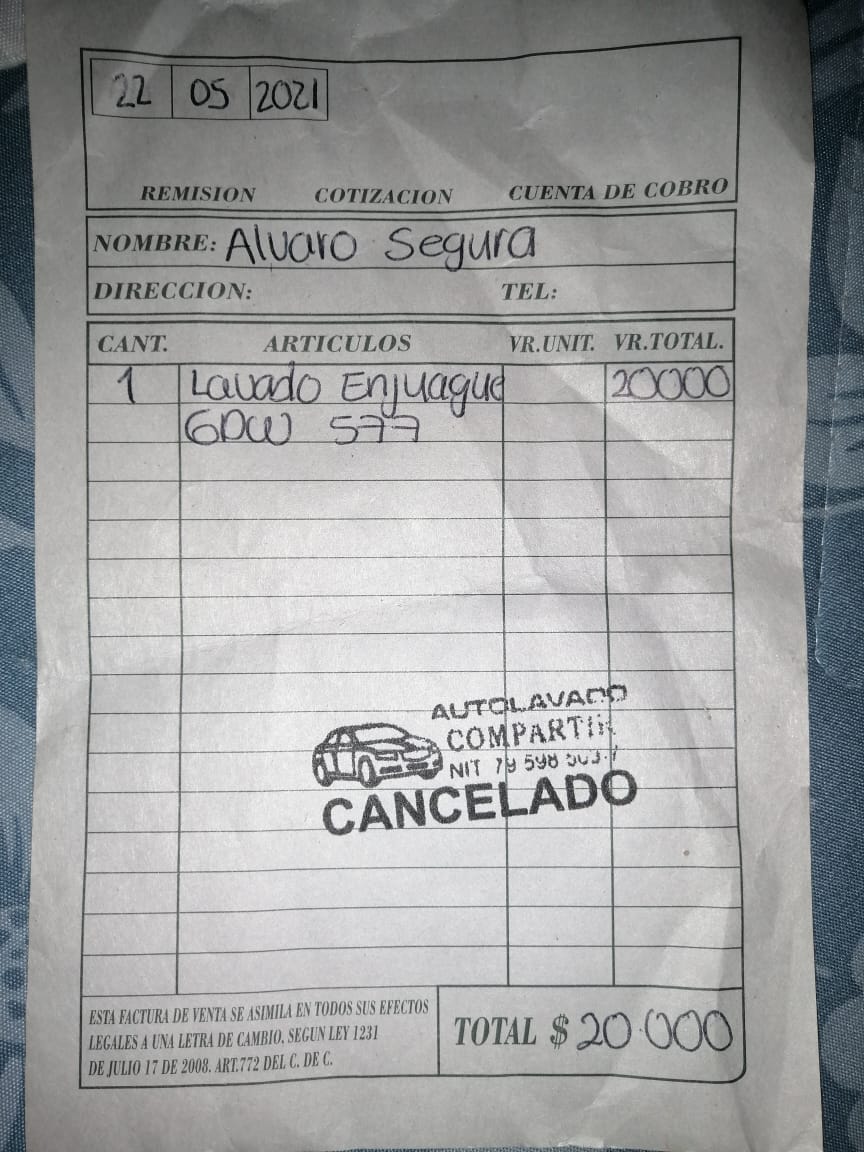 22 05 2021
REMISION COTIZACION CUENTA DE COBRO
NOMBRE: Alvaro Segura
DIRECCION: TEL:
CANT. ARTICULOS VR.UNIT. VR.TOTAL.
1 Lavado Enjuague 20000
GDW 577
AUTOLAVADO
COMPARTIR
NIT 79 598
CANCELADO
ESTA FACTURA DE VENTA SE ASIMILA EN TODOS SUS EFECTOS
LEGALES A UNA LETRA DE CAMBIO, SEGUN LEY 1231
DE JULIO 17 DE 2008. ART.772 DEL C. DE C.
TOTAL $ 20.000